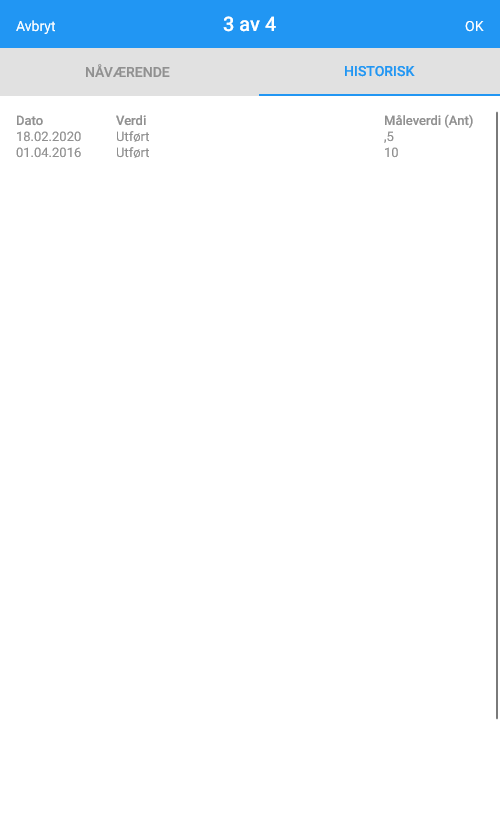 Avbryt 3 av 4 OK
NÅVÆRENDE HISTORISK
Dato Verdi Måleverdi (Ant)
18.02.2020 Utført ,5
01.04.2016 Utført 10